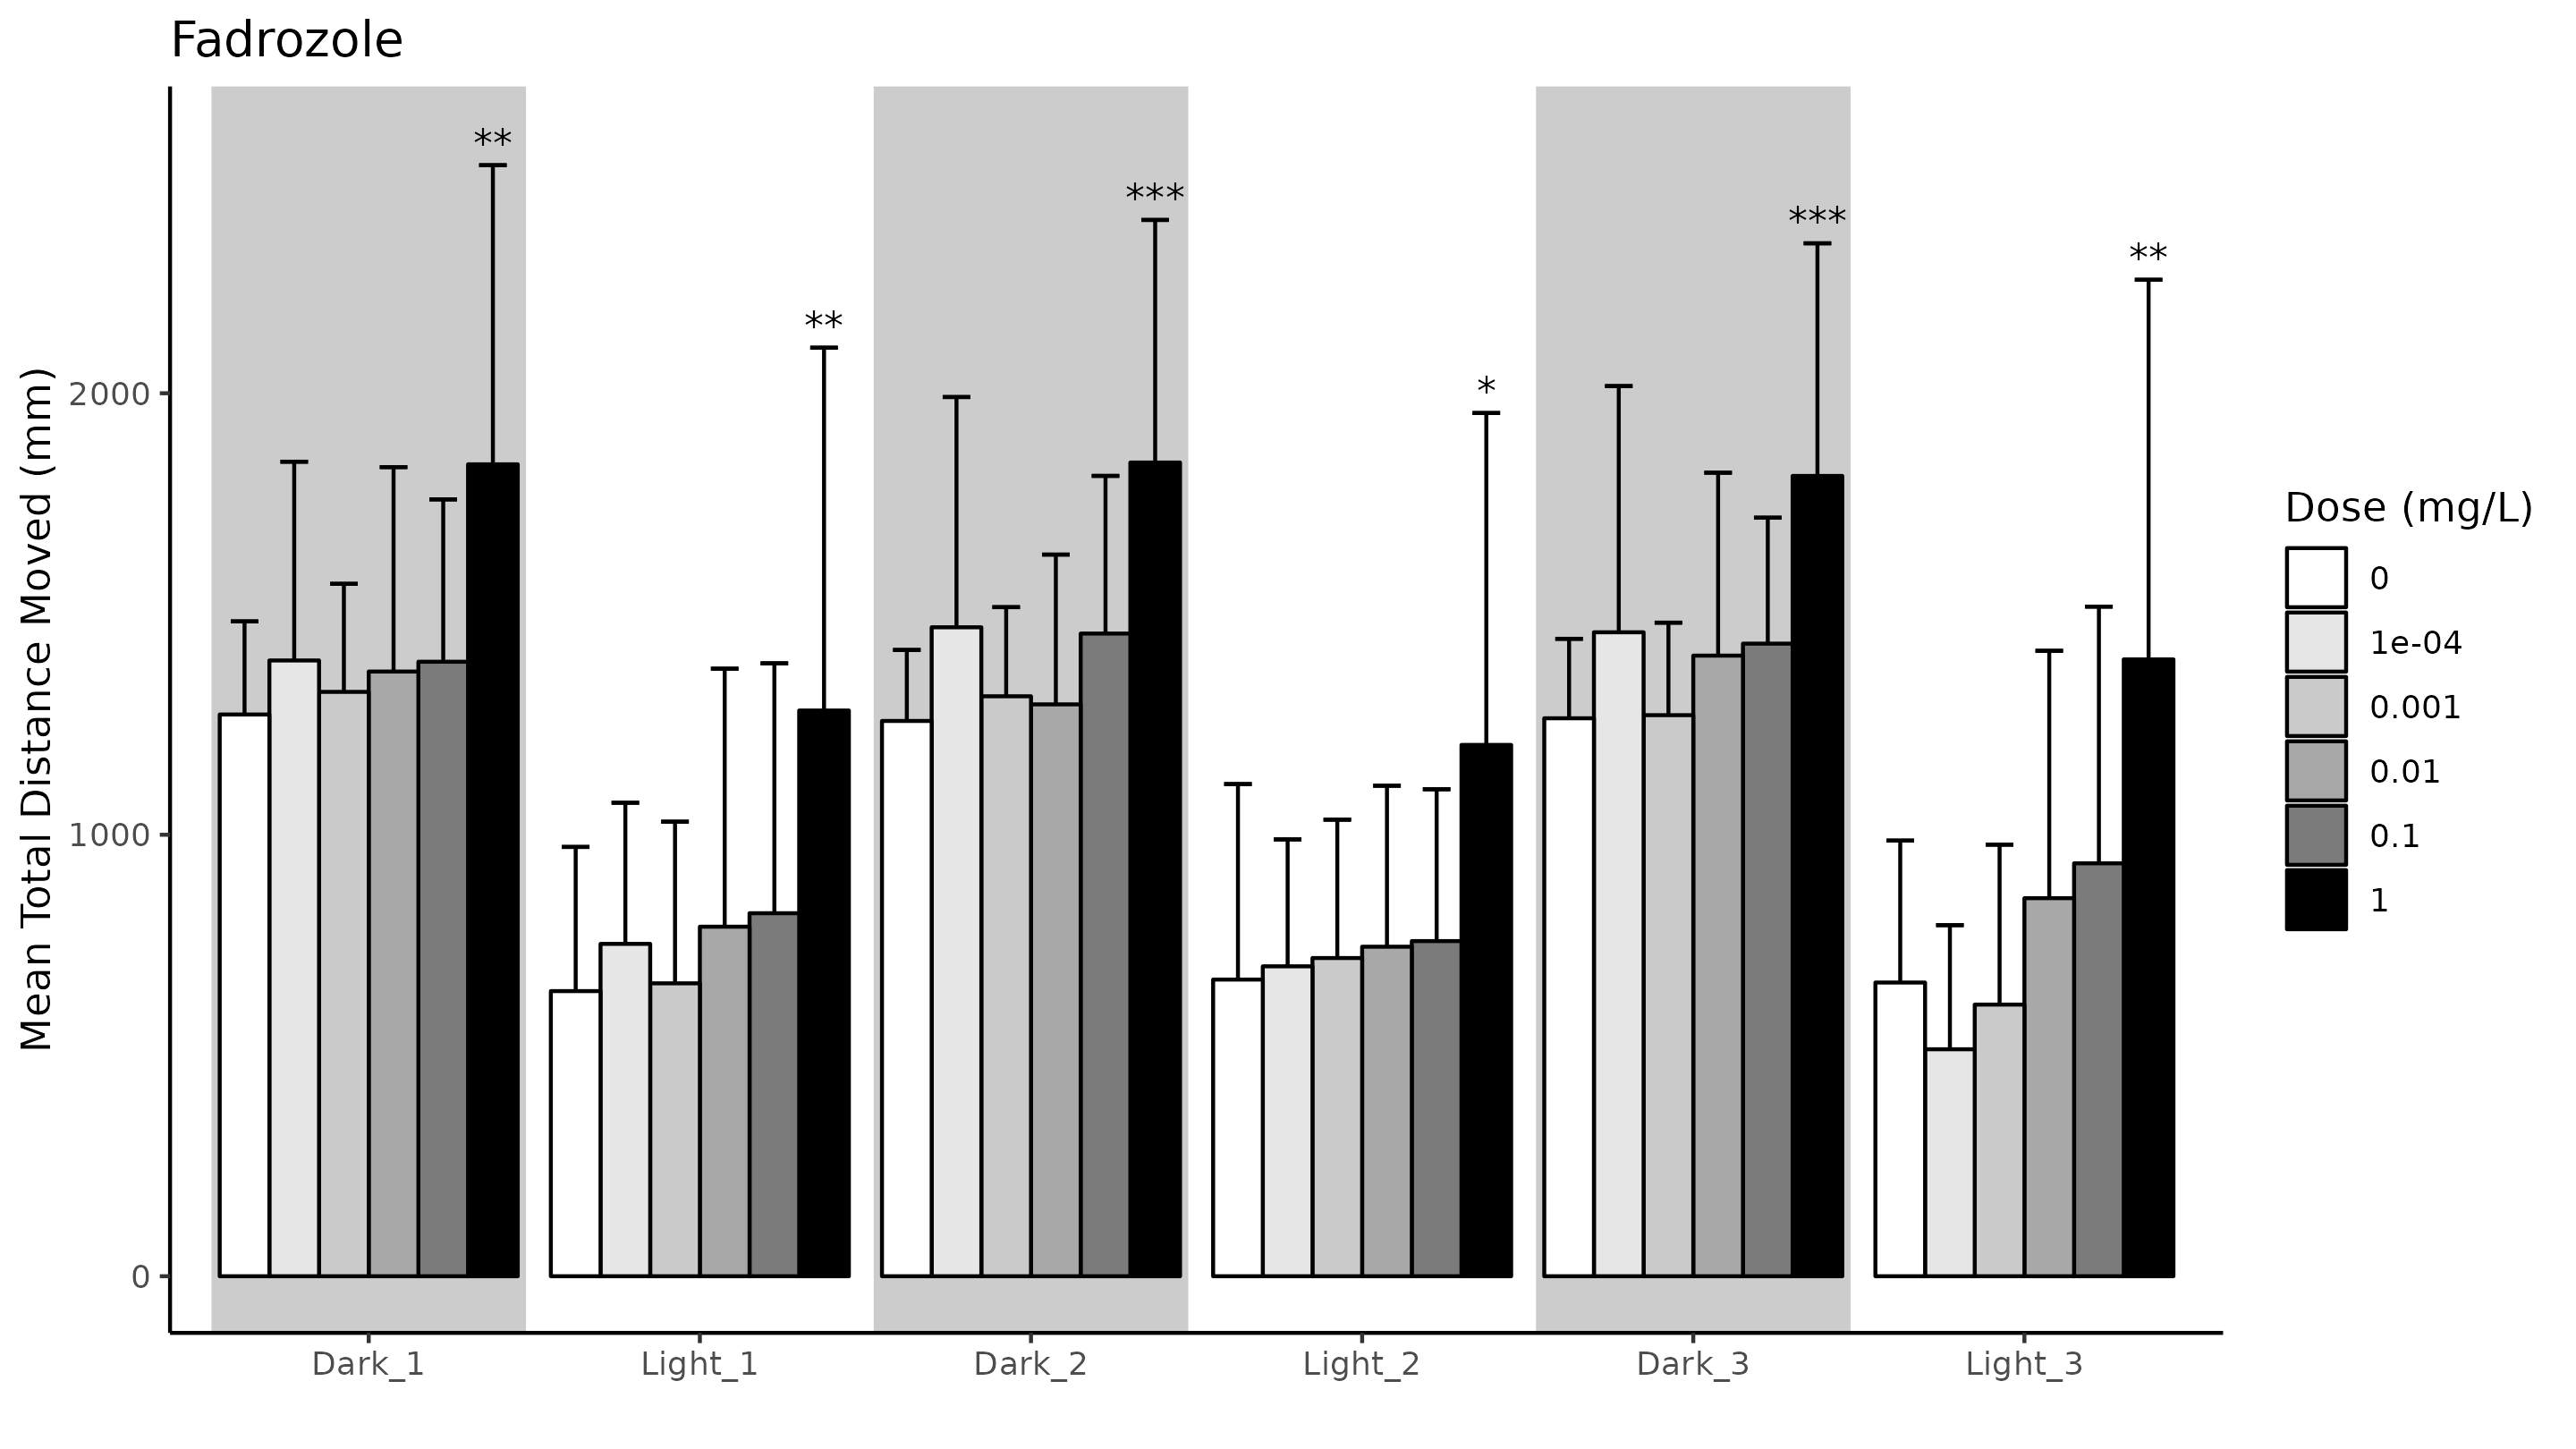 Fadrozole
**
***
***
**
**
*
Mean Total Distance Moved (mm)
2000
1000
0
Dark_1
Light_1
Dark_2
Light_2
Dark_3
Light_3
Dose (mg/L)
0
1e-04
0.001
0.01
0.1
1